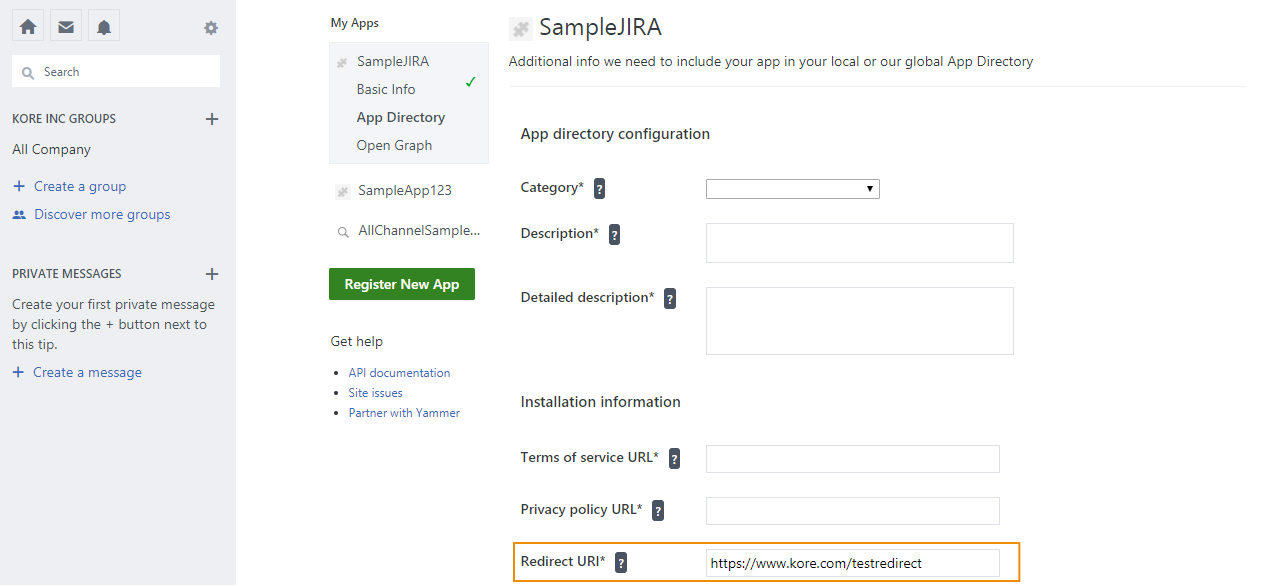 Search
KORE INC GROUPS
All Company
Create a group
Discover more groups
PRIVATE MESSAGES
Create your first private message
by clicking the + button next to
this tip.
Create a message
My Apps
SampleJIRA
Basic Info
App Directory
Open Graph
SampleApp123
AllChannelSample...
Register New App
Get help
API documentation
Site issues
Partner with Yammer
SampleJIRA
Additional info we need to include your app in your local or our global App Directory
App directory configuration
Category* ?
Description* ?
Detailed description* ?
Installation information
Terms of service URL* ?
Privacy policy URL* ?
Redirect URI* ? https://www.kore.com/testredirect